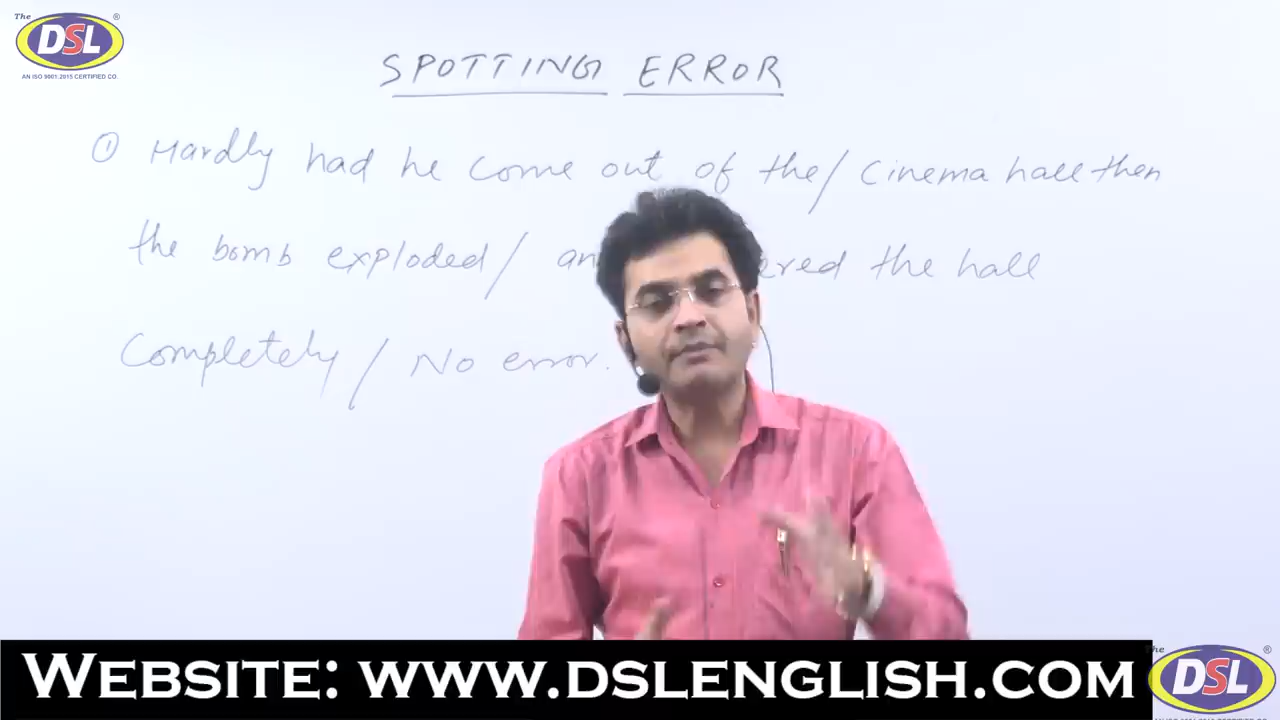 The
DSL
®
AN ISO 9001:2015 CERTIFIED CO.
SPOTTING ERROR
① Hardly had he come out of the/ Cinema hall then
the bomb exploded/ the hall
Completely / No error.
WEBSITE: WWW.DSLENGLISH.COM
The
DSL
®